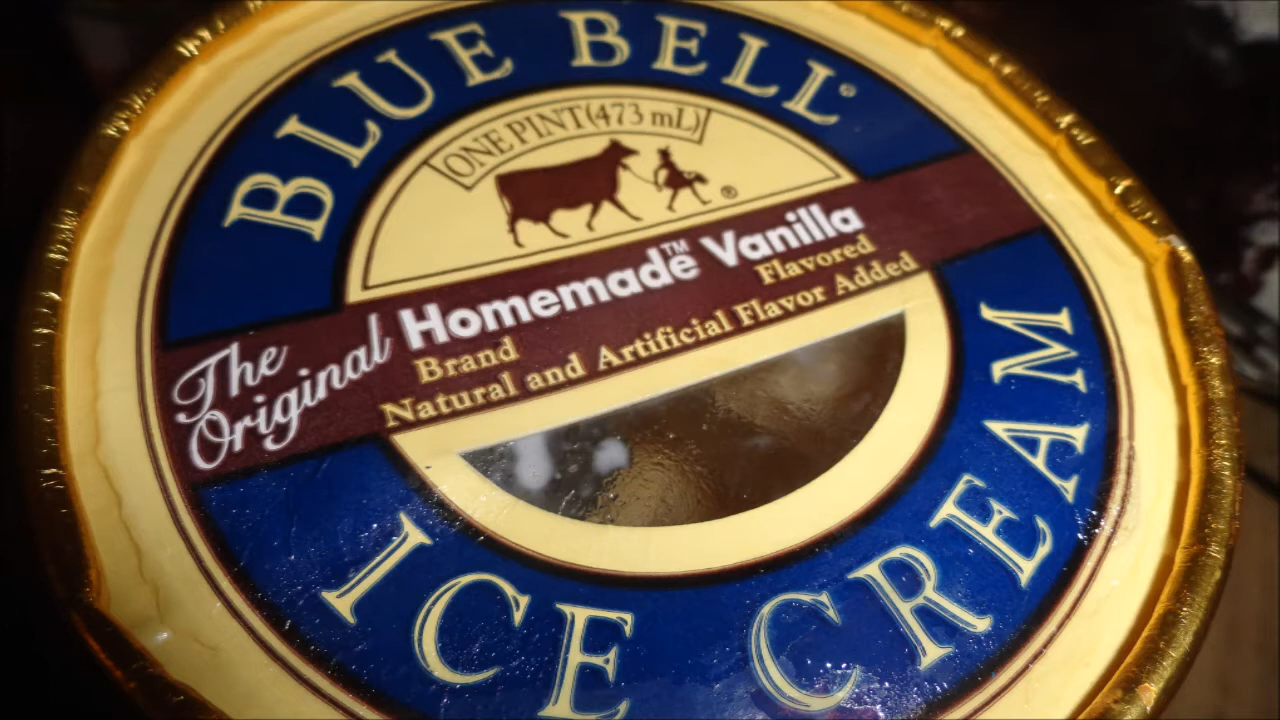 BLUE BELL®
ONE PINT (473 mL)
®
The Original Homemade™ Vanilla
Brand Flavored
Natural and Artificial Flavor Added
ICE CREAM